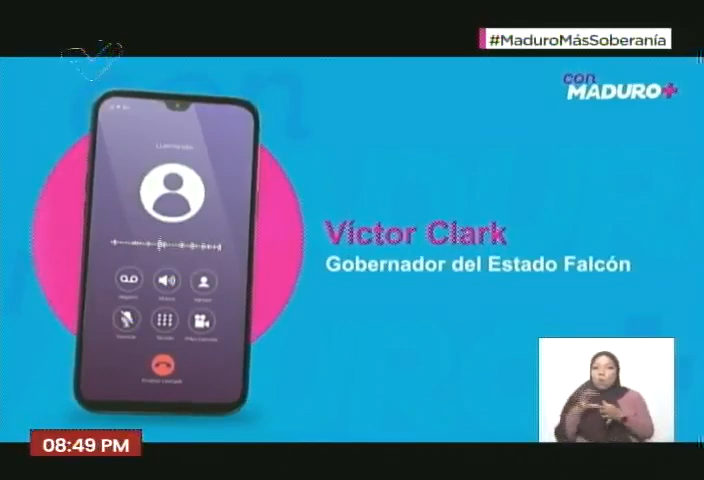 #MaduroMásSoberanía
con
MADURO+
Víctor Clark
Gobernador del Estado Falcón
08:49 PM